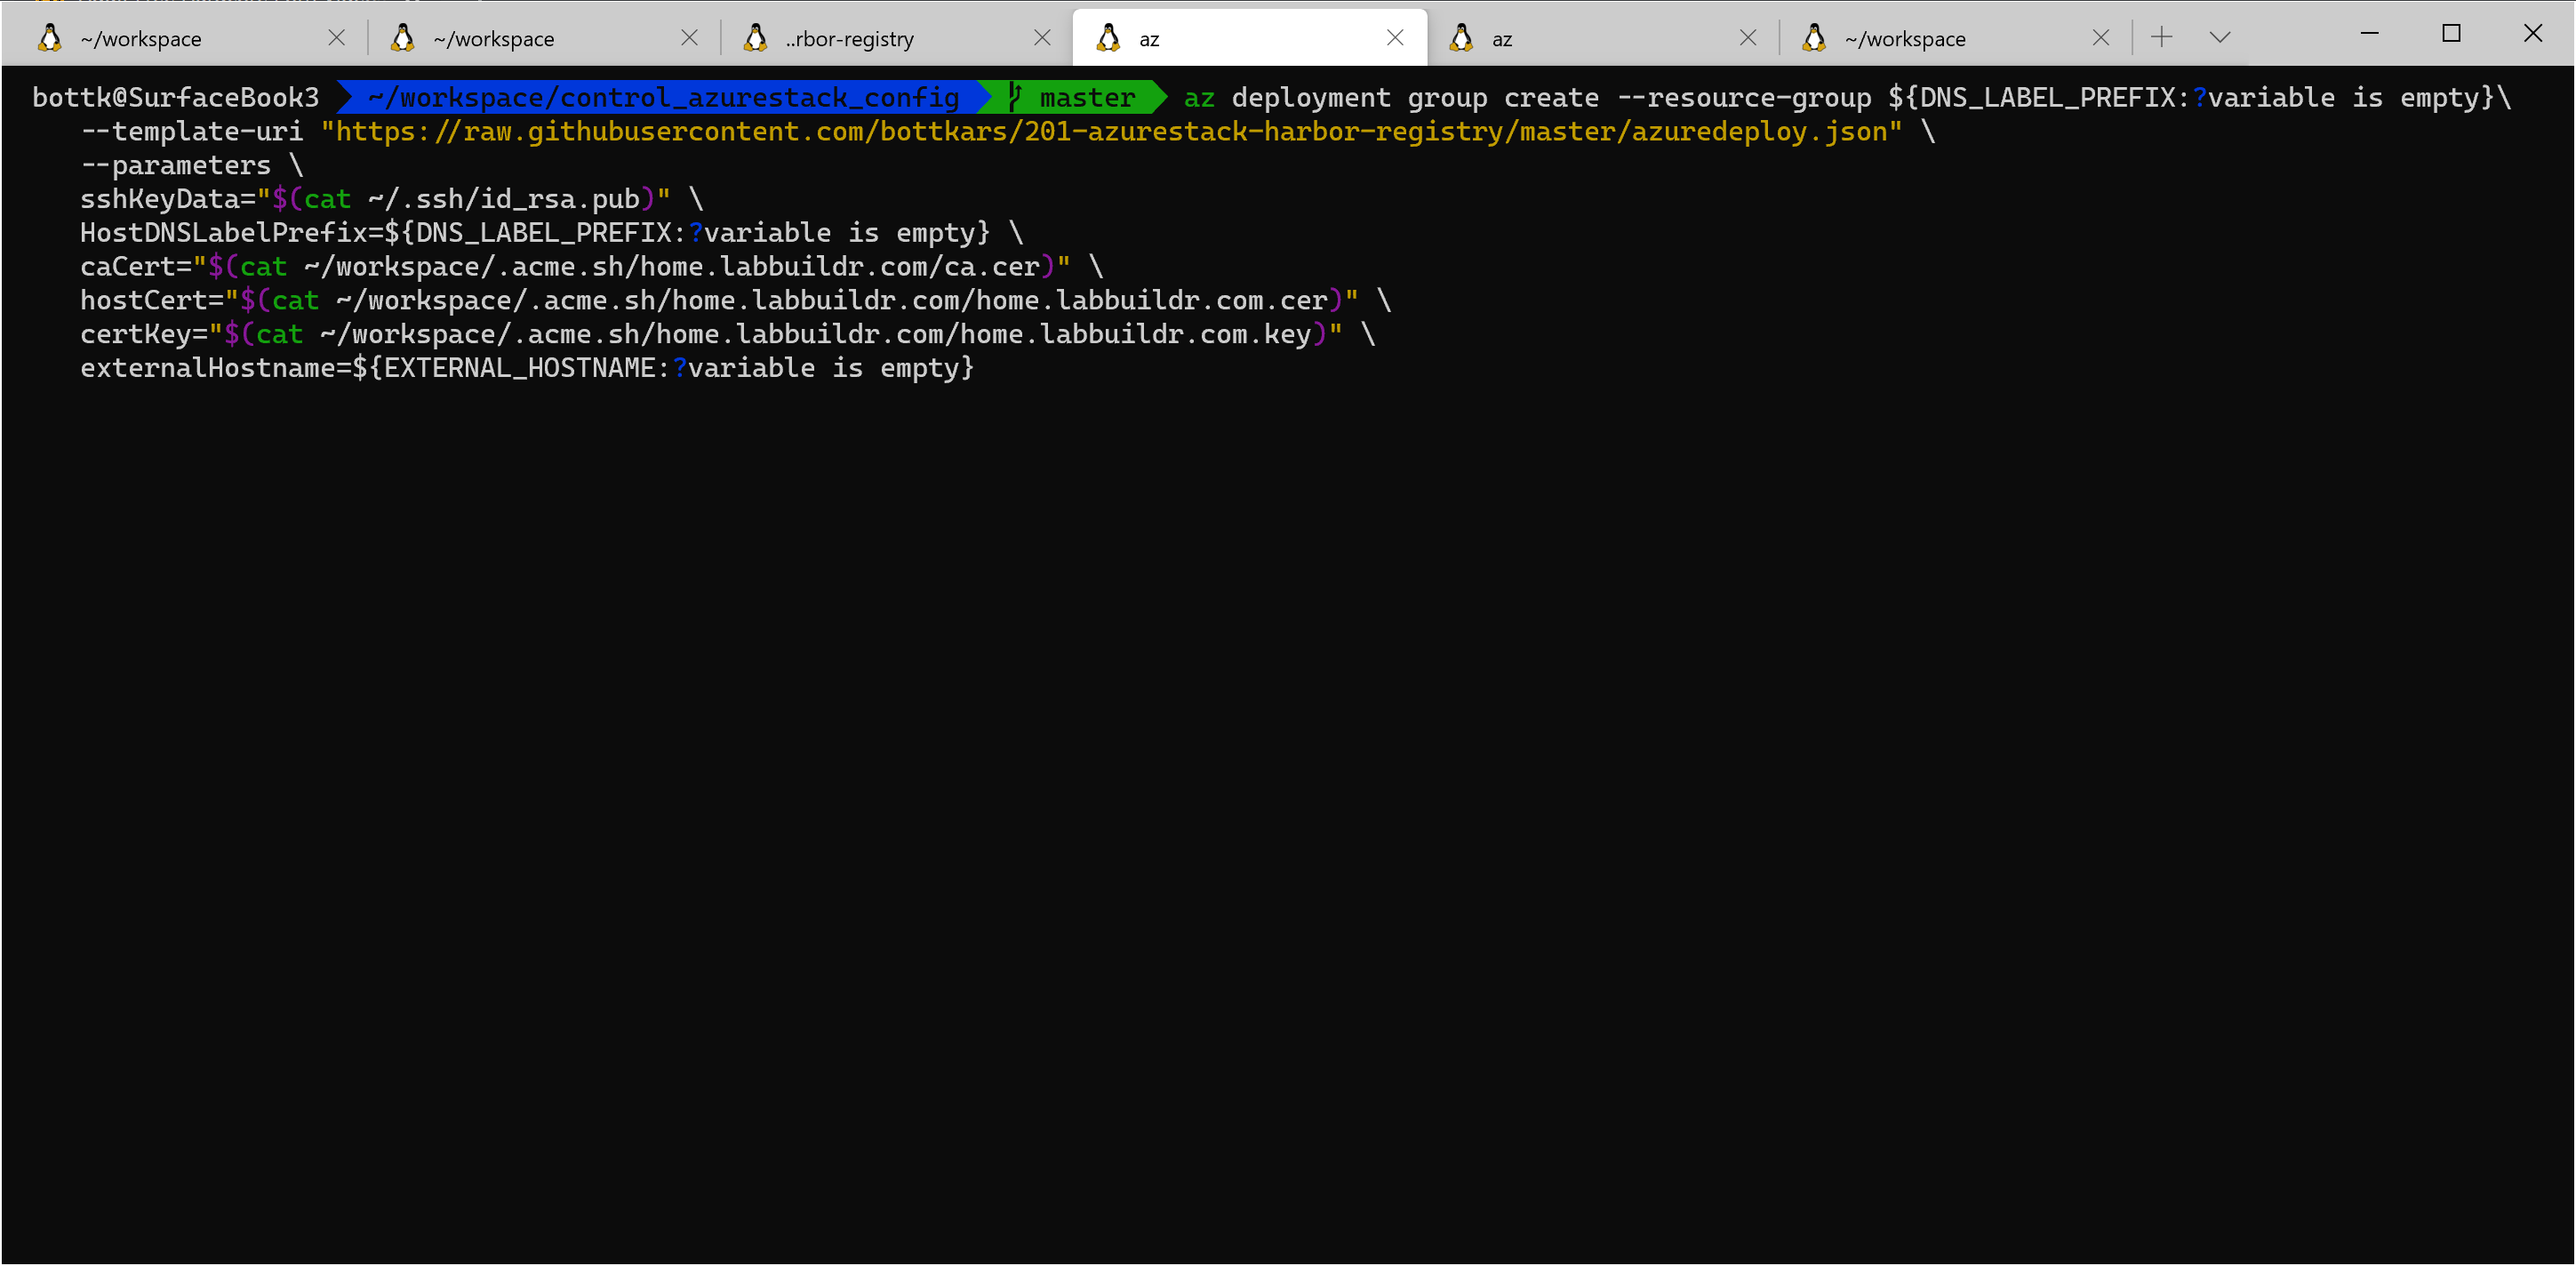 ~/workspace ~/workspace ..rbor-registry az az ~/workspace
bottk@SurfaceBook3 ~/workspace/control_azurestack_config master az deployment group create --resource-group ${DNS_LABEL_PREFIX:?variable is empty}\
--template-uri "https://raw.githubusercontent.com/bottkars/201-azurestack-harbor-registry/master/azuredeploy.json" \
--parameters \
sshKeyData="$(cat ~/.ssh/id_rsa.pub)" \
HostDNSLabelPrefix=${DNS_LABEL_PREFIX:?variable is empty} \
caCert="$(cat ~/workspace/.acme.sh/home.labbuildr.com/ca.cer)" \
hostCert="$(cat ~/workspace/.acme.sh/home.labbuildr.com/home.labbuildr.com.cer)" \
certKey="$(cat ~/workspace/.acme.sh/home.labbuildr.com/home.labbuildr.com.key)" \
externalHostname=${EXTERNAL_HOSTNAME:?variable is empty}